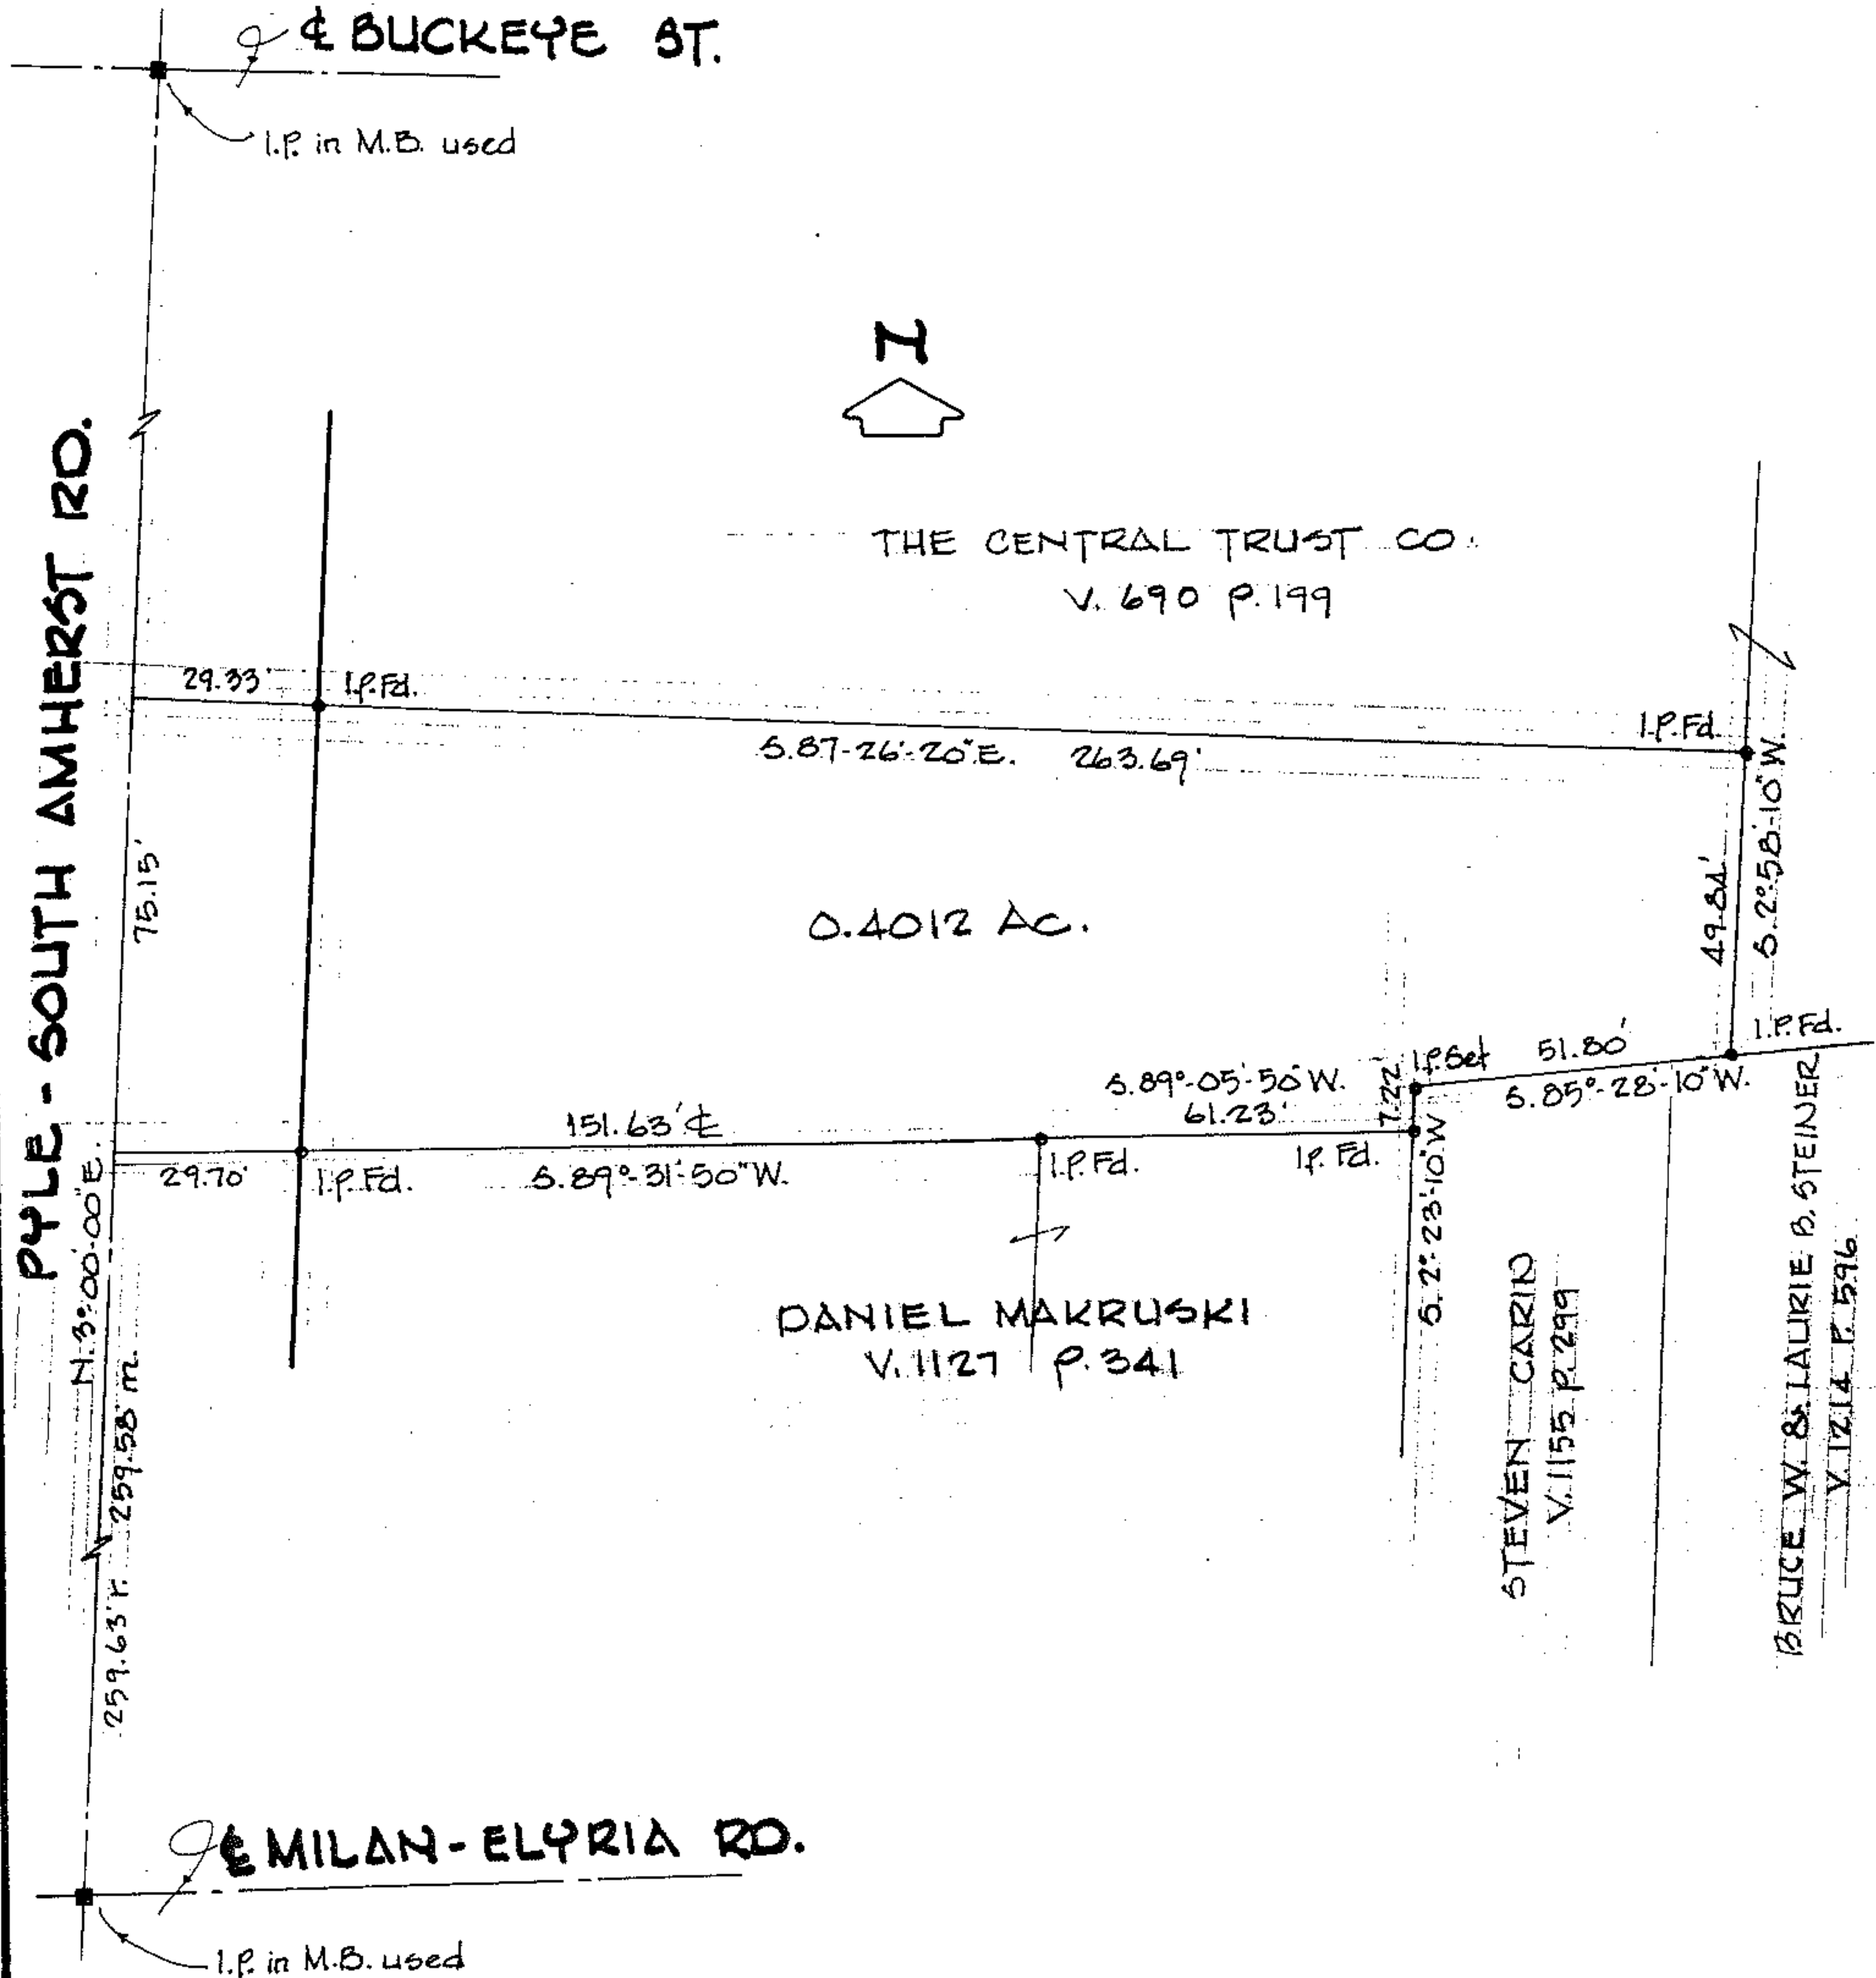 ℄ BUCKEYE ST.
I.P. in M.B. used
N
PYLE - SOUTH AMHERST RD.
THE CENTRAL TRUST CO.
V. 690 P. 199
29.33'
I.P. Fd.
I.P. Fd.
S.87-26'-20"E. 263.69'
75.15'
49.84'
S.2°-58'-10"W.
0.4012 AC.
I.P. Fd.
I.P. Set
51.80'
S.85°-28'-10"W.
S.89°-05'-50"W.
61.23'
7.22'
151.63' ℄
29.70'
I.P. Fd.
S.89°-31'-50"W.
I.P. Fd.
I.P. Fd.
S.2°-23'-10"W
N.3°-00'-00"E.
259.63' r. 259.58' m.
DANIEL MAKRUSKI
V. 1127 P. 341
STEVEN CARIN
V. 1155 P. 299
BRUCE W. & LAURIE B. STEINER
V. 1214 P. 596
℄ MILAN-ELYRIA RD.
I.P. in M.B. used